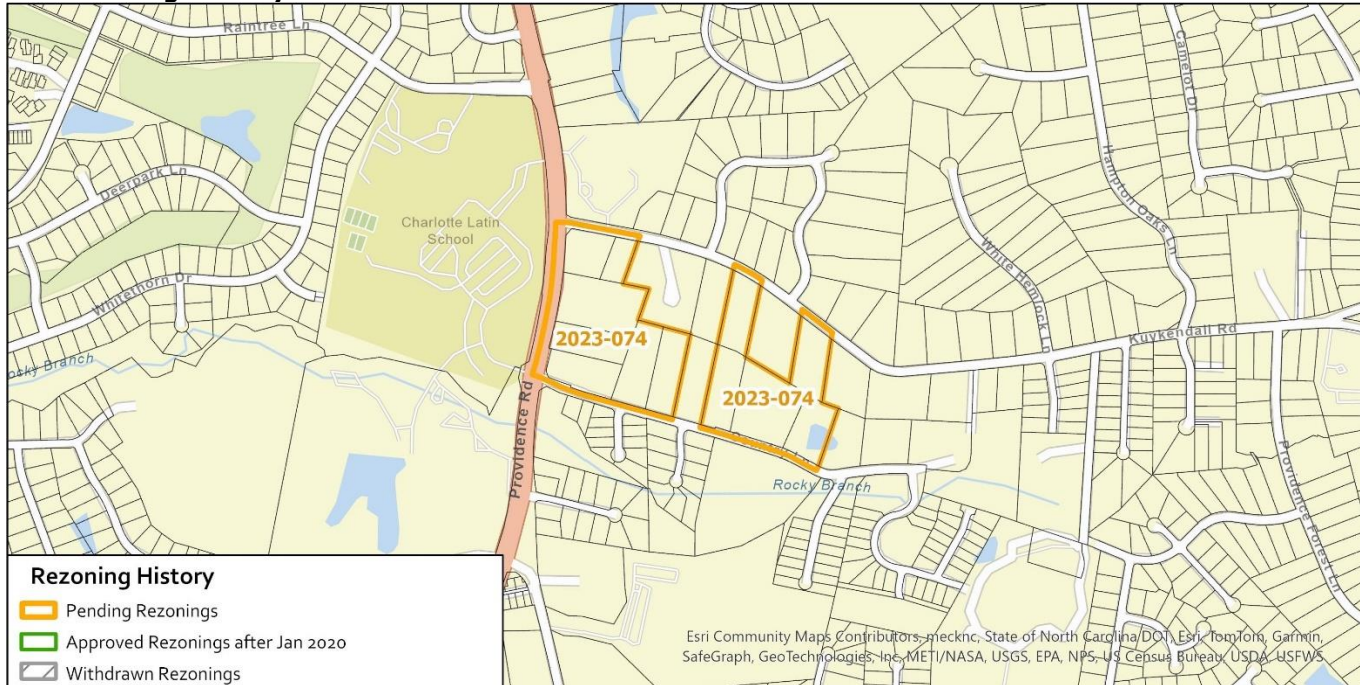 Raintree Ln
Camelot Dr
Deerpark Ln
Hampton Oaks Ln
Charlotte Latin
School
White Hemlock Ln
Whitethorn Dr
Kuykendall Rd
2023-074
Rocky Branch
2023-074
Providence Rd
Providence Forest Ln
Rocky Branch
Rezoning History
Pending Rezonings
Approved Rezonings after Jan 2020
Withdrawn Rezonings
Esri Community Maps Contributors, mecknc, State of North Carolina DOT, Esri, TomTom, Garmin,
SafeGraph, GeoTechnologies, Inc, METI/NASA, USGS, EPA, NPS, US Census Bureau, USDA, USFWS